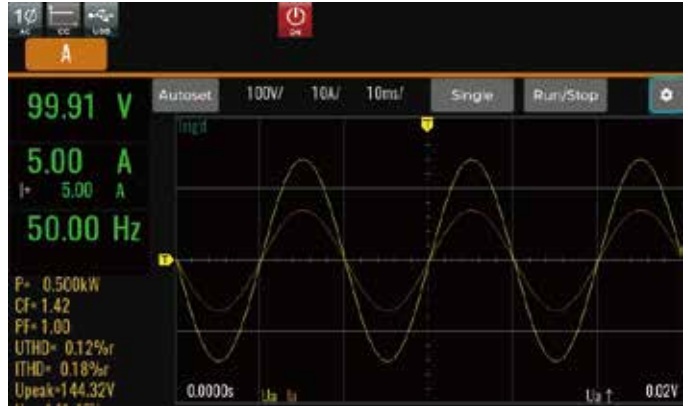 1Ø
AC
CC
USB
ON
A
99.91 V
5.00 A
I+ 5.00 A
50.00 Hz
P= 0.500kW
CF= 1.42
PF= 1.00
UTHD= 0.12%r
ITHD= 0.18%r
Upeak=144.32V
Autoset 100V/ 10A/ 10ms/ Single Run/Stop
Trig'd
T
T
0.0000s Ua Ia Ua↑ 0.02V